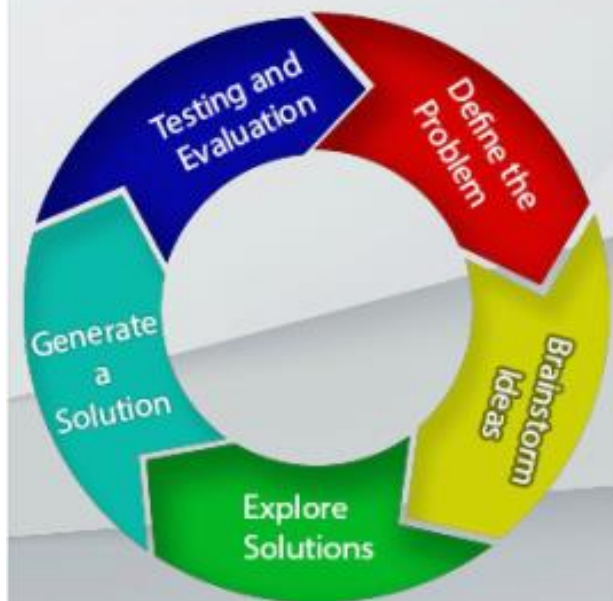 Define the
Problem
Brainstorm
Ideas
Explore
Solutions
Generate
a
Solution
Testing and
Evaluation